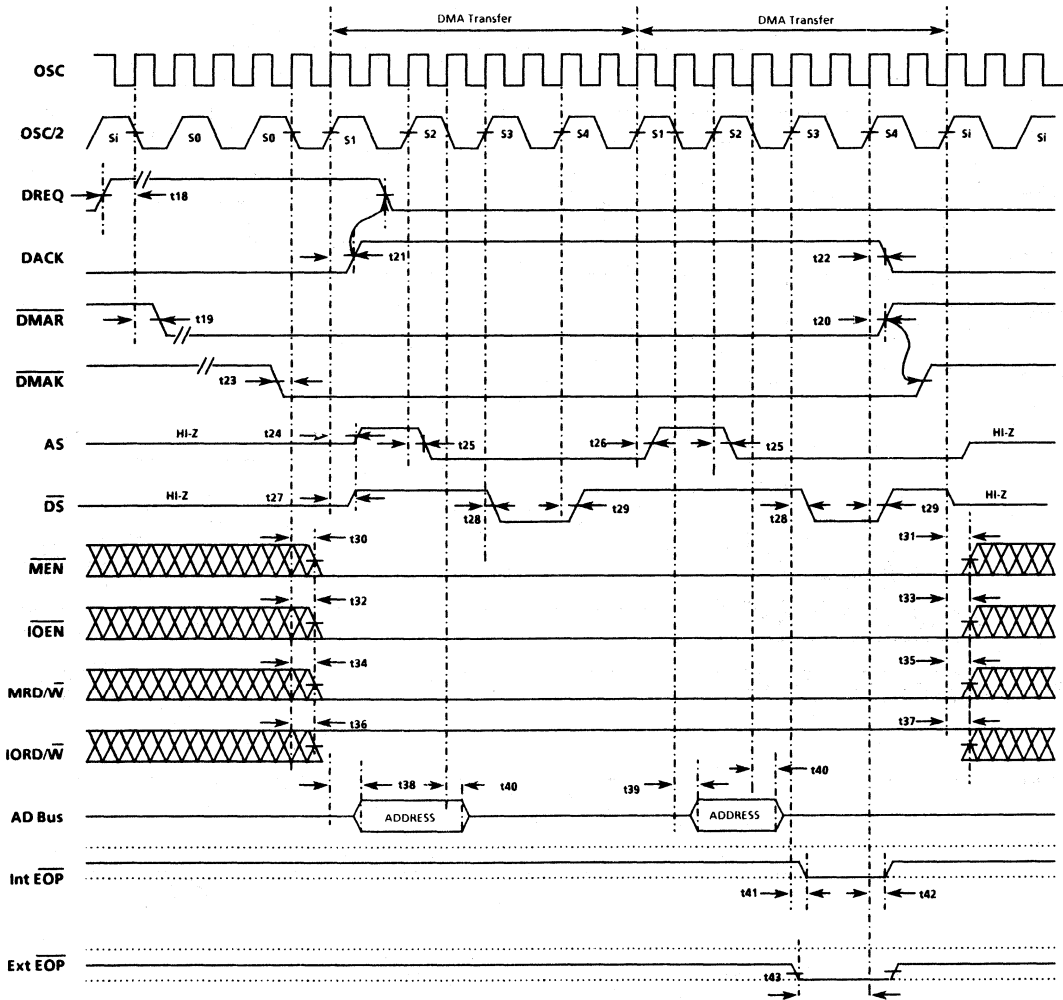 DMA Transfer DMA Transfer
OSC
OSC/2 Si S0 S0 S1 S2 S3 S4 S1 S2 S3 S4 Si Si
DREQ t18
DACK t21 t22
DMAR t19 t20
DMAK t23
AS HI-Z t24 t25 t26 t25 HI-Z
DS HI-Z t27 t28 t29 t28 t29 HI-Z
MEN t30 t31
IOEN t32 t33
MRD/W t34 t35
IORD/W t36 t37
AD Bus ADDRESS t38 t40 t39 ADDRESS t40
Int EOP t41 t42
Ext EOP t43